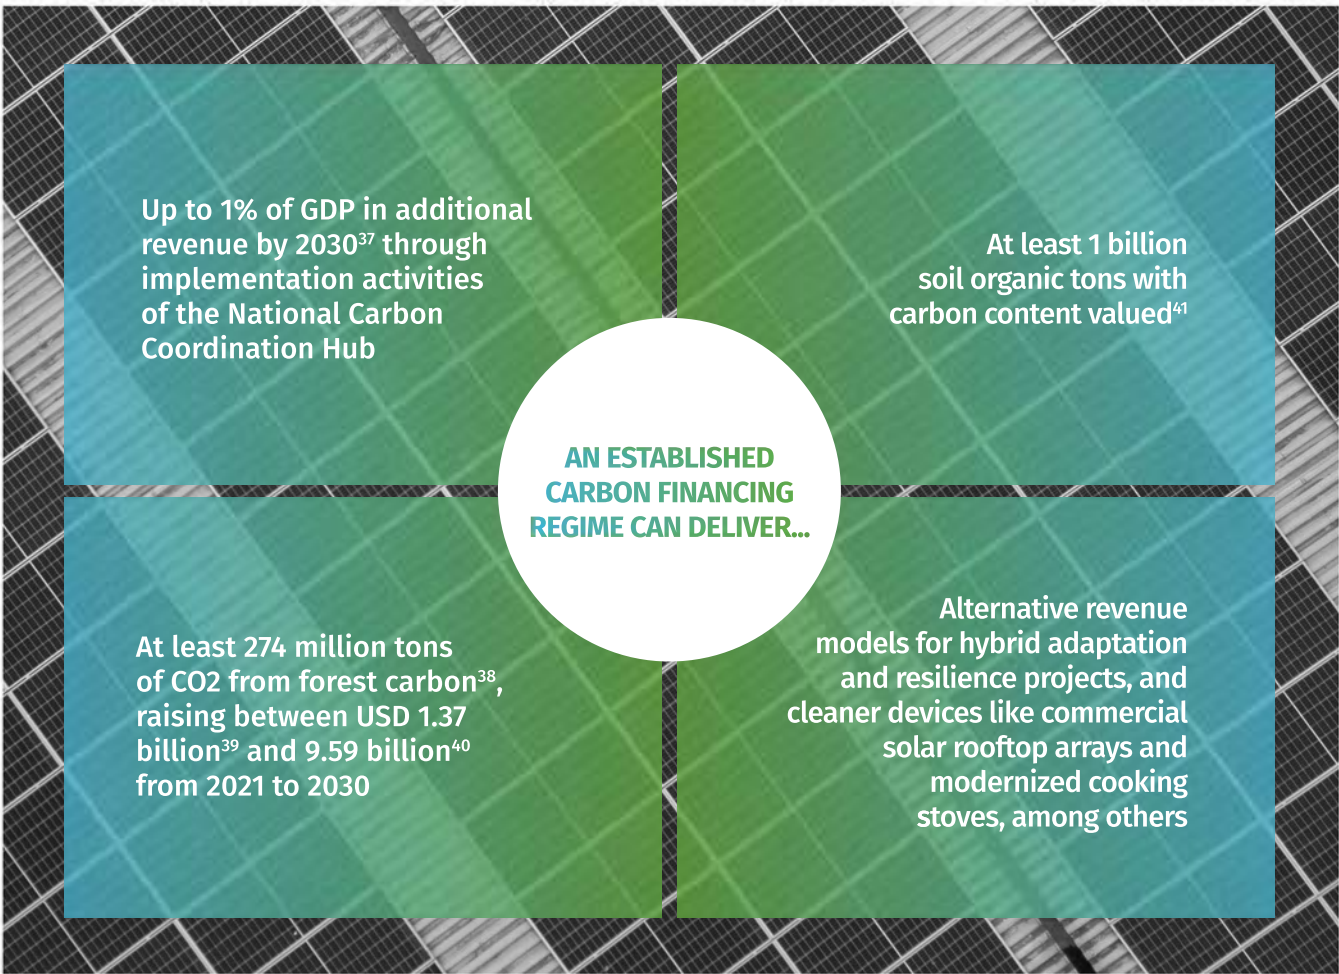 Up to 1% of GDP in additional
revenue by 2030³⁷ through
implementation activities
of the National Carbon
Coordination Hub
At least 1 billion
soil organic tons with
carbon content valued⁴¹
AN ESTABLISHED
CARBON FINANCING
REGIME CAN DELIVER...
At least 274 million tons
of CO2 from forest carbon³⁸,
raising between USD 1.37
billion³⁹ and 9.59 billion⁴⁰
from 2021 to 2030
Alternative revenue
models for hybrid adaptation
and resilience projects, and
cleaner devices like commercial
solar rooftop arrays and
modernized cooking
stoves, among others